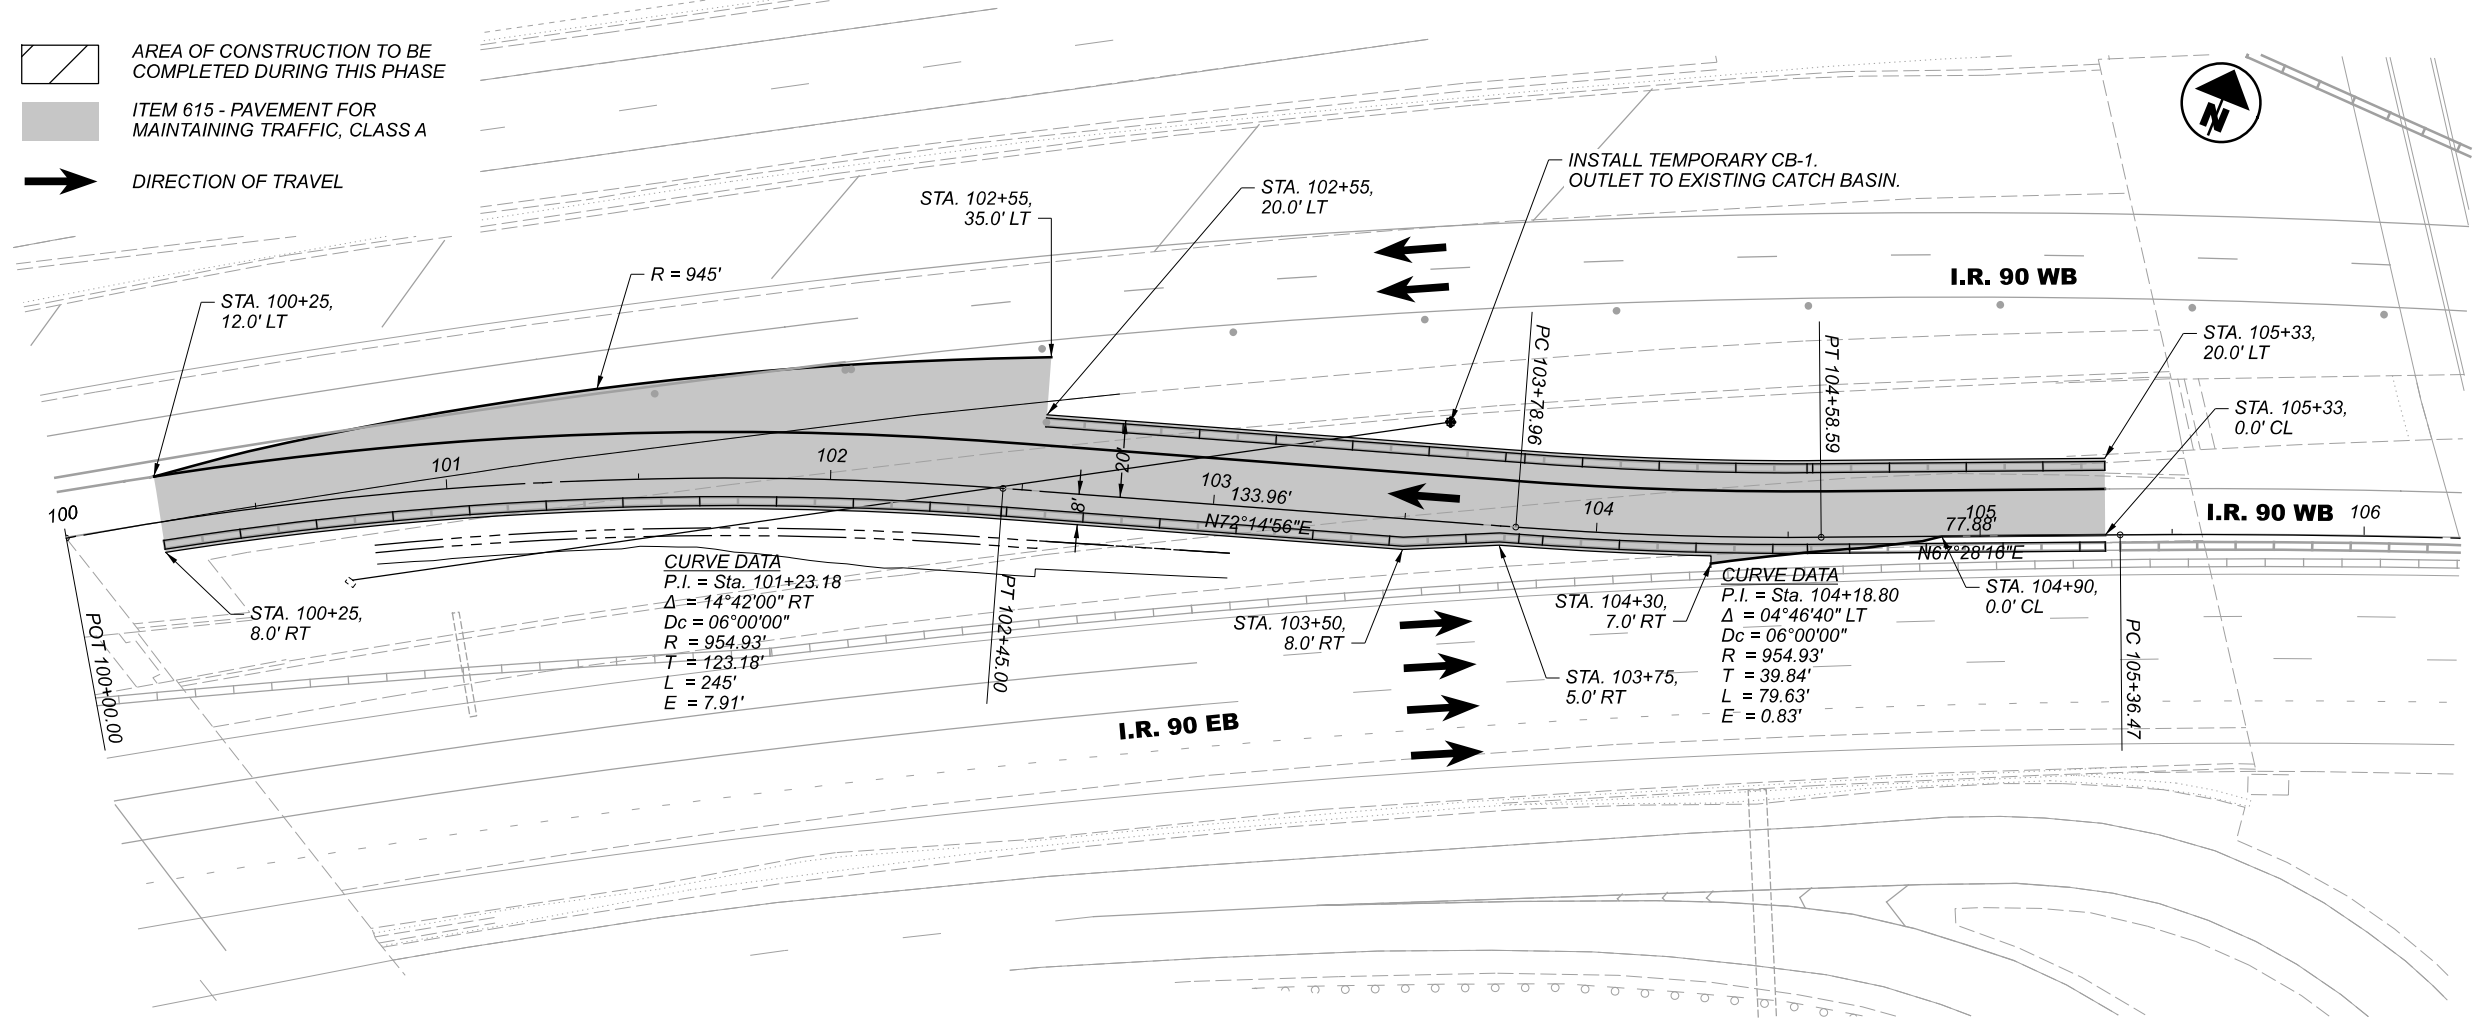 AREA OF CONSTRUCTION TO BE
COMPLETED DURING THIS PHASE
ITEM 615 - PAVEMENT FOR
MAINTAINING TRAFFIC, CLASS A
DIRECTION OF TRAVEL
N
INSTALL TEMPORARY CB-1.
OUTLET TO EXISTING CATCH BASIN.
STA. 102+55,
35.0' LT
STA. 102+55,
20.0' LT
R = 945'
STA. 100+25,
12.0' LT
I.R. 90 WB
STA. 105+33,
20.0' LT
STA. 105+33,
0.0' CL
PC 103+78.96
PT 104+58.59
100
101
102
103
104
105
106
20'
8'
133.96'
N72°14'56"E
77.88'
N67°28'16"E
I.R. 90 WB
POT 100+00.00
STA. 100+25,
8.0' RT
CURVE DATA
P.I. = Sta. 101+23.18
Δ = 14°42'00" RT
Dc = 06°00'00"
R = 954.93'
T = 123.18'
L = 245'
E = 7.91'
PT 102+45.00
STA. 103+50,
8.0' RT
STA. 103+75,
5.0' RT
STA. 104+30,
7.0' RT
CURVE DATA
P.I. = Sta. 104+18.80
Δ = 04°46'40" LT
Dc = 06°00'00"
R = 954.93'
T = 39.84'
L = 79.63'
E = 0.83'
STA. 104+90,
0.0' CL
PC 105+36.47
I.R. 90 EB